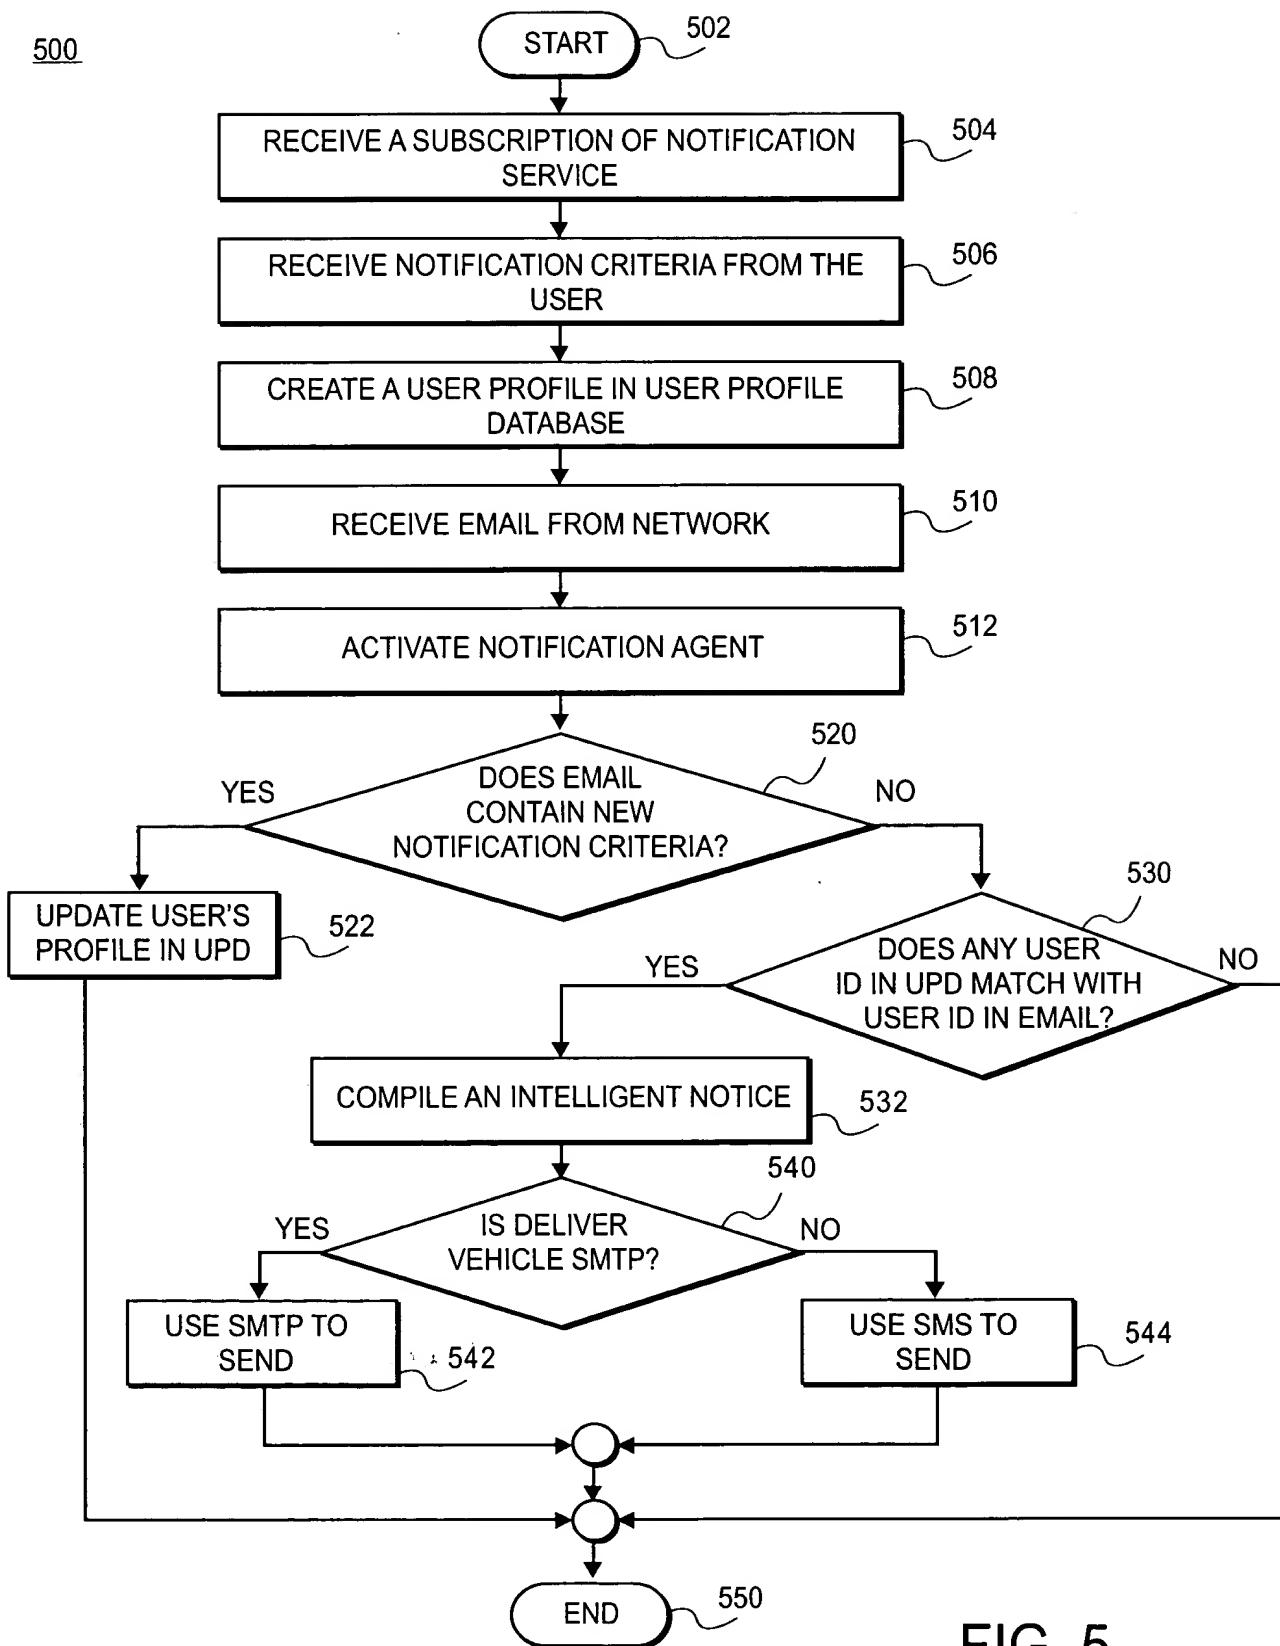 500
START
502
RECEIVE A SUBSCRIPTION OF NOTIFICATION
SERVICE
504
RECEIVE NOTIFICATION CRITERIA FROM THE
USER
506
CREATE A USER PROFILE IN USER PROFILE
DATABASE
508
RECEIVE EMAIL FROM NETWORK
510
ACTIVATE NOTIFICATION AGENT
512
520
YES
DOES EMAIL
CONTAIN NEW
NOTIFICATION CRITERIA?
NO
UPDATE USER'S
PROFILE IN UPD
522
530
YES
DOES ANY USER
ID IN UPD MATCH WITH
USER ID IN EMAIL?
NO
COMPILE AN INTELLIGENT NOTICE
532
540
YES
IS DELIVER
VEHICLE SMTP?
NO
USE SMTP TO
SEND
542
USE SMS TO
SEND
544
END
550
FIG. 5